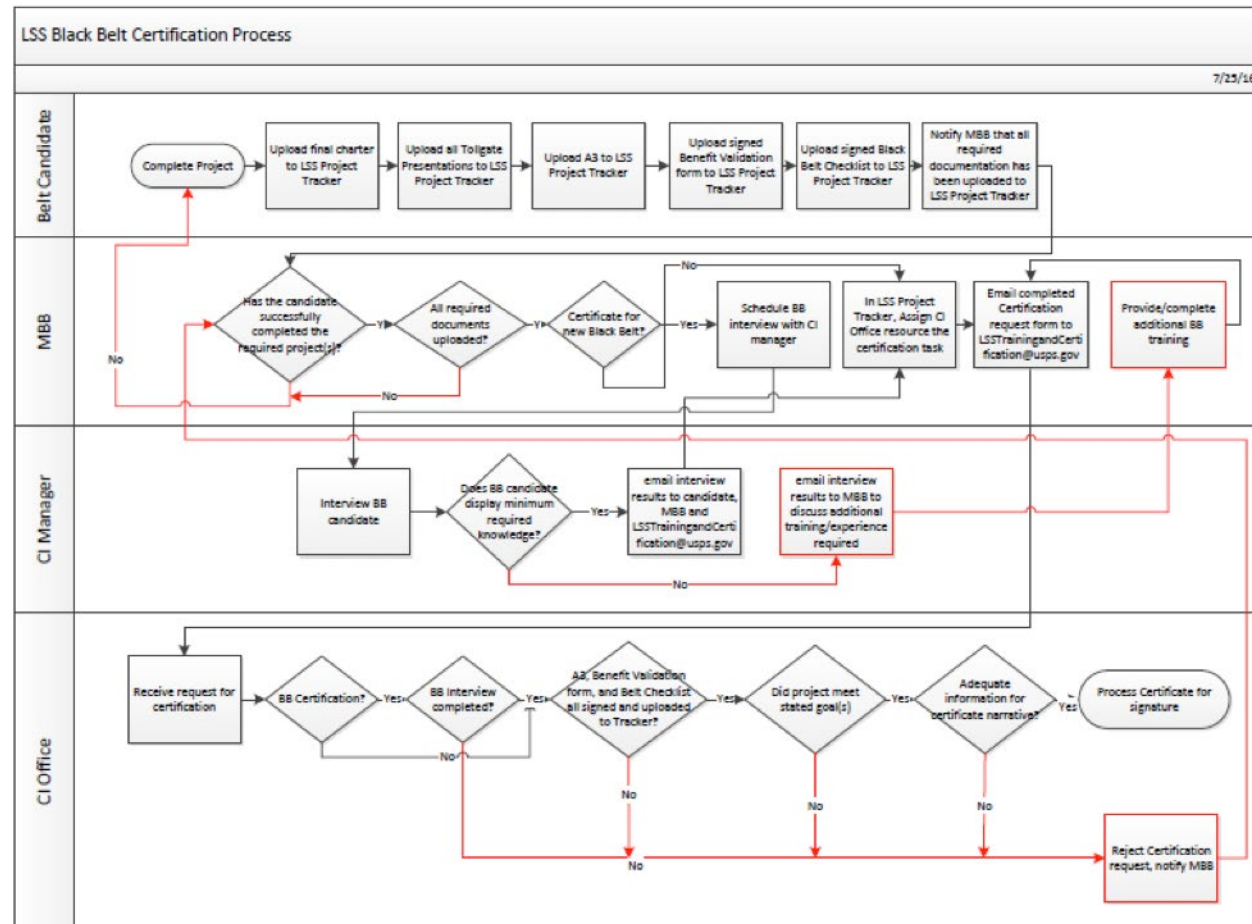 LSS Black Belt Certification Process
7/25/16
Belt Candidate
Complete Project
Upload final charter
to LSS Project
Tracker
Upload all Tollgate
Presentations to LSS
Project Tracker
Upload A3 to LSS
Project Tracker
Upload signed
Benefit Validation
form to LSS Project
Tracker
Upload signed Black
Belt Checklist to LSS
Project Tracker
Notify MBB that all
required
documentation has
been uploaded to
LSS Project Tracker
MBB
Has the candidate
successfully
completed the
required project(s)?
Y
All required
documents
uploaded?
Y
Certificate for
new Black Belt?
No
Yes
Schedule BB
interview with CI
manager
In LSS Project
Tracker, Assign CI
Office resource the
certification task
Email completed
Certification
request form to
LSSTrainingandCerti
fication@usps.gov
Provide/complete
additional BB
training
No
No
CI Manager
Interview BB
candidate
Does BB candidate
display minimum
required
knowledge?
Yes
email interview
results to candidate,
MBB and
LSSTrainingandCerti
fication@usps.gov
email interview
results to MBB to
discuss additional
training/experience
required
No
CI Office
Receive request for
certification
BB Certification?
Yes
BB Interview
completed?
Yes
A3, Benefit Validation
form, and Belt Checklist
all signed and uploaded
to Tracker?
Yes
Did project meet
stated goal(s)
Yes
Adequate
information for
certificate narrative?
Yes
Process Certificate for
signature
No
No
No
No
No
Reject Certification
request, notify MBB